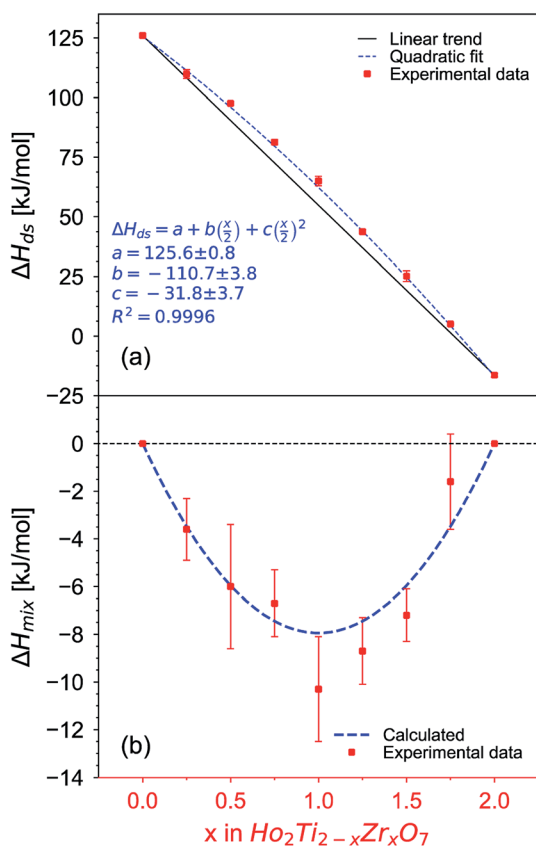 125
100
75
50
25
0
−25
ΔH_ds [kJ/mol]
Linear trend
Quadratic fit
Experimental data
ΔH_ds = a + b(x/2) + c(x/2)²
a = 125.6±0.8
b = −110.7±3.8
c = −31.8±3.7
R² = 0.9996
(a)
0
−2
−4
−6
−8
−10
−12
−14
ΔH_mix [kJ/mol]
(b)
Calculated
Experimental data
0.0 0.5 1.0 1.5 2.0
x in Ho₂Ti₂₋ₓZrₓO₇